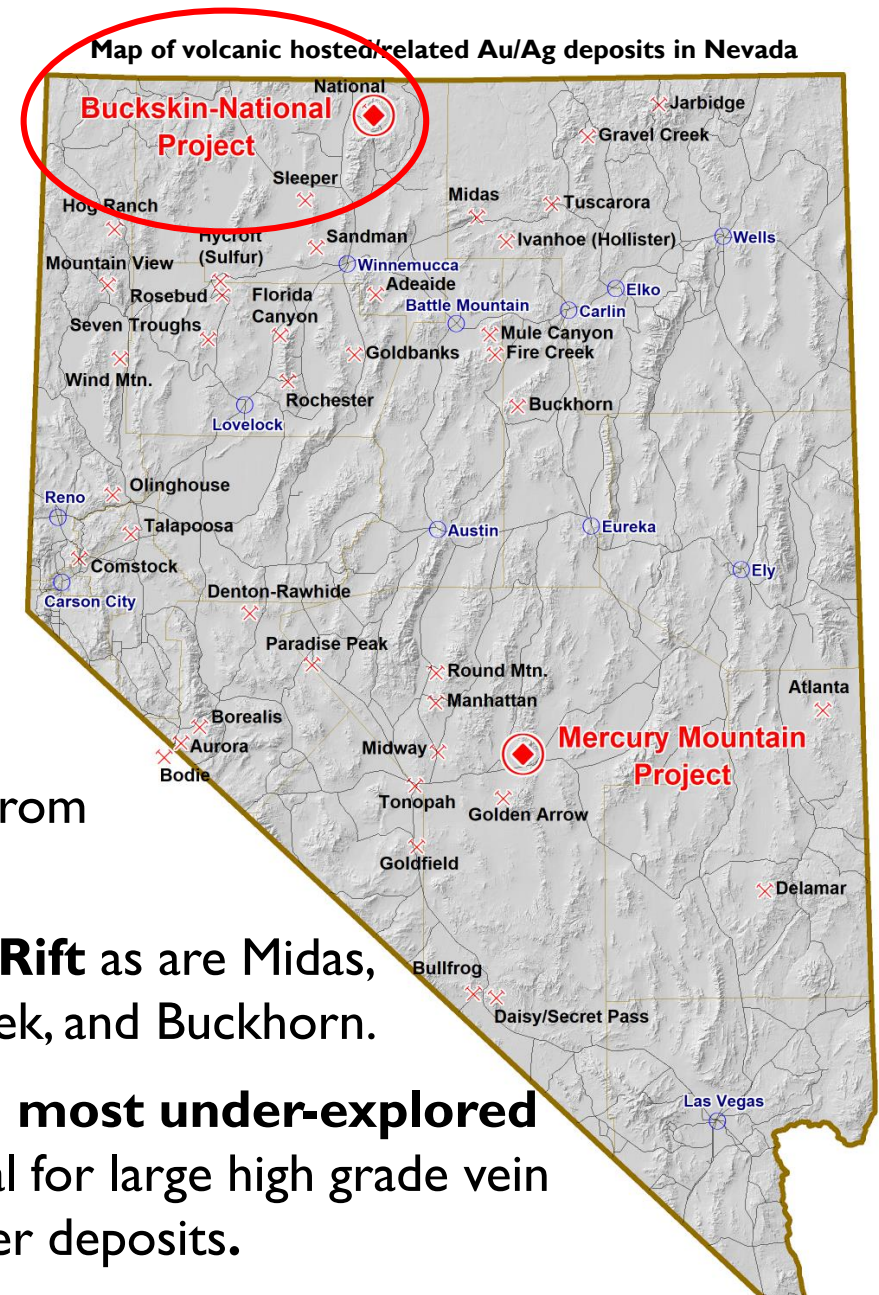 Map of volcanic hosted/related Au/Ag deposits in Nevada
National
Buckskin-National
Project
Jarbidge
Gravel Creek
Sleeper
Midas
Tuscarora
Hog Ranch
Hycroft
(Sulfur)
Sandman
Ivanhoe (Hollister)
Wells
Mountain View
Winnemucca
Adeaide
Elko
Rosebud
Florida
Canyon
Battle Mountain
Carlin
Seven Troughs
Mule Canyon
Goldbanks
Fire Creek
Wind Mtn.
Rochester
Buckhorn
Lovelock
Olinghouse
Reno
Talapoosa
Austin
Eureka
Comstock
Ely
Carson City
Denton-Rawhide
Paradise Peak
Round Mtn.
Manhattan
Atlanta
Borealis
Aurora
Midway
Mercury Mountain
Project
Bodie
Tonopah
Golden Arrow
rom
Goldfield
Delamar
Rift as are Midas,
Bullfrog
ek, and Buckhorn.
Daisy/Secret Pass
most under-explored
Las Vegas
al for large high grade vein
er deposits.